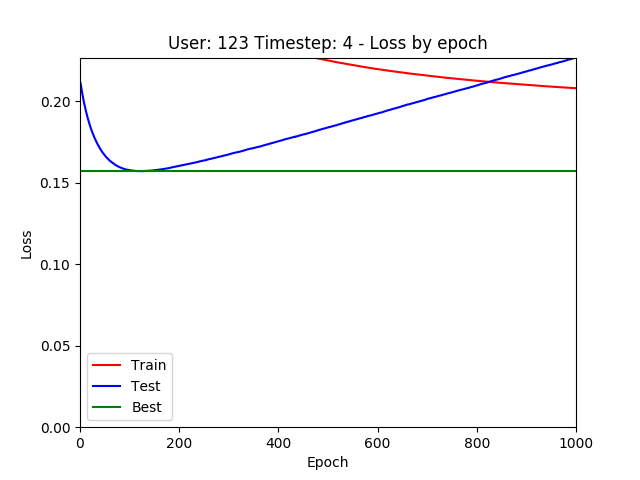 User: 123 Timestep: 4 - Loss by epoch
0.20
0.15
0.10
0.05
0.00
Loss
Train
Test
Best
0 200 400 600 800 1000
Epoch